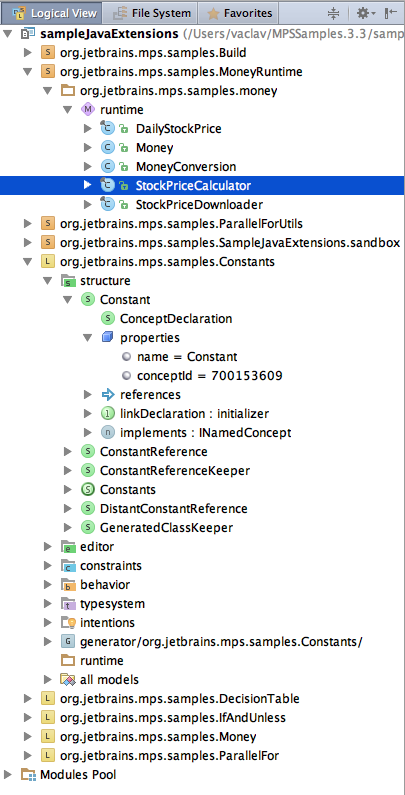 Logical View File System Favorites
sampleJavaExtensions (/Users/vaclav/MPSSamples.3.3/samp
S org.jetbrains.mps.samples.Build
S org.jetbrains.mps.samples.MoneyRuntime
org.jetbrains.mps.samples.money
M runtime
C DailyStockPrice
C Money
C MoneyConversion
C StockPriceCalculator
C StockPriceDownloader
S org.jetbrains.mps.samples.ParallelForUtils
S org.jetbrains.mps.samples.SampleJavaExtensions.sandbox
L org.jetbrains.mps.samples.Constants
s structure
S Constant
S ConceptDeclaration
properties
name = Constant
conceptId = 700153609
references
l linkDeclaration : initializer
n implements : INamedConcept
S ConstantReference
S ConstantReferenceKeeper
S Constants
S DistantConstantReference
S GeneratedClassKeeper
e editor
c constraints
b behavior
t typesystem
intentions
G generator/org.jetbrains.mps.samples.Constants/
runtime
all models
L org.jetbrains.mps.samples.DecisionTable
L org.jetbrains.mps.samples.IfAndUnless
L org.jetbrains.mps.samples.Money
L org.jetbrains.mps.samples.ParallelFor
Modules Pool